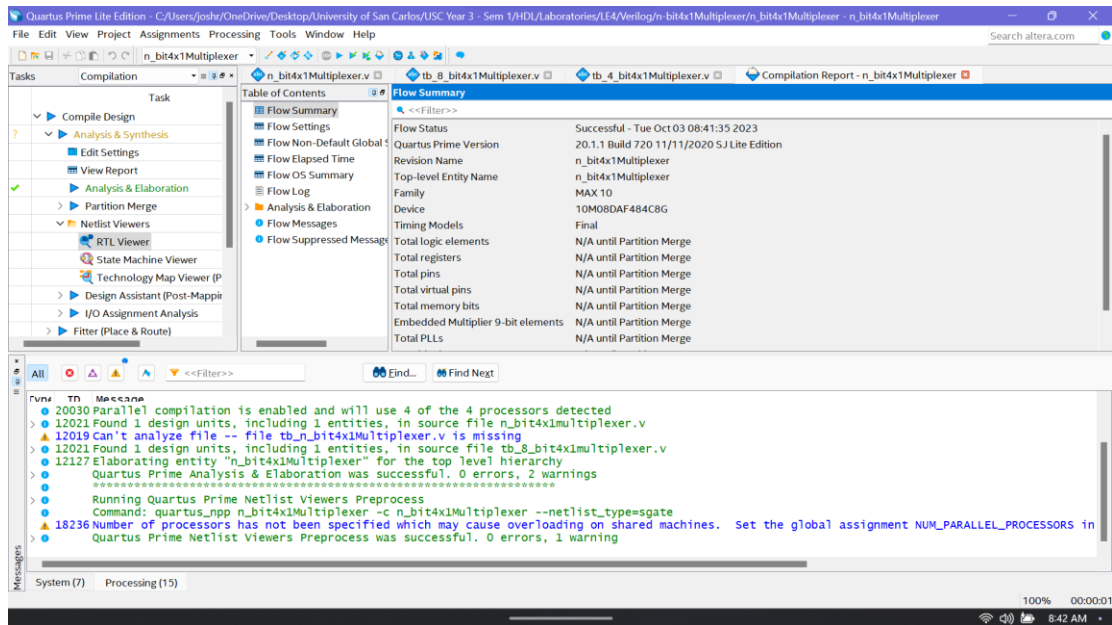 Quartus Prime Lite Edition - C:/Users/joshr/OneDrive/Desktop/University of San Carlos/USC Year 3 - Sem 1/HDL/Laboratories/LE4/Verilog/n-bit4x1Multiplexer/n_bit4x1Multiplexer - n_bit4x1Multiplexer
File Edit View Project Assignments Processing Tools Window Help
Search altera.com
n_bit4x1Multiplexer
Tasks
Compilation
Task
Compile Design
? Analysis & Synthesis
Edit Settings
View Report
Analysis & Elaboration
Partition Merge
Netlist Viewers
RTL Viewer
State Machine Viewer
Technology Map Viewer (P
Design Assistant (Post-Mappin
I/O Assignment Analysis
Fitter (Place & Route)
n_bit4x1Multiplexer.v
tb_8_bit4x1Multiplexer.v
tb_4_bit4x1Multiplexer.v
Compilation Report - n_bit4x1Multiplexer
Table of Contents
Flow Summary
Flow Settings
Flow Non-Default Global S
Flow Elapsed Time
Flow OS Summary
Flow Log
Analysis & Elaboration
Flow Messages
Flow Suppressed Message
Flow Summary
<<Filter>>
Flow Status Successful - Tue Oct 03 08:41:35 2023
Quartus Prime Version 20.1.1 Build 720 11/11/2020 SJ Lite Edition
Revision Name n_bit4x1Multiplexer
Top-level Entity Name n_bit4x1Multiplexer
Family MAX 10
Device 10M08DAF484C8G
Timing Models Final
Total logic elements N/A until Partition Merge
Total registers N/A until Partition Merge
Total pins N/A until Partition Merge
Total virtual pins N/A until Partition Merge
Total memory bits N/A until Partition Merge
Embedded Multiplier 9-bit elements N/A until Partition Merge
Total PLLs N/A until Partition Merge
All <<Filter>> Find... Find Next
Type ID Message
20030 Parallel compilation is enabled and will use 4 of the 4 processors detected
12021 Found 1 design units, including 1 entities, in source file n_bit4x1multiplexer.v
12019 Can't analyze file -- file tb_n_bit4x1Multiplexer.v is missing
12021 Found 1 design units, including 1 entities, in source file tb_8_bit4x1multiplexer.v
12127 Elaborating entity "n_bit4x1Multiplexer" for the top level hierarchy
Quartus Prime Analysis & Elaboration was successful. 0 errors, 2 warnings
*******************************************************************
Running Quartus Prime Netlist Viewers Preprocess
Command: quartus_npp n_bit4x1Multiplexer -c n_bit4x1Multiplexer --netlist_type=sgate
18236 Number of processors has not been specified which may cause overloading on shared machines. Set the global assignment NUM_PARALLEL_PROCESSORS in
Quartus Prime Netlist Viewers Preprocess was successful. 0 errors, 1 warning
Messages
System (7) Processing (15)
100% 00:00:01
8:42 AM